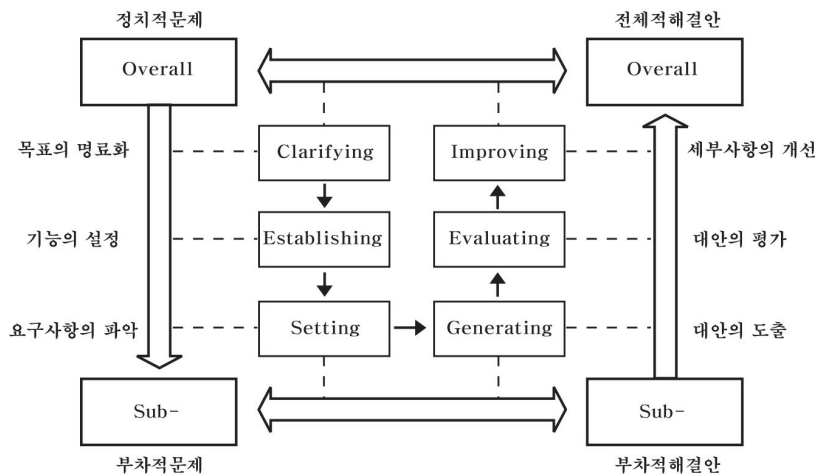 정치적문제
전체적해결안
Overall
Overall
목표의 명료화
Clarifying
Improving
세부사항의 개선
기능의 설정
Establishing
Evaluating
대안의 평가
요구사항의 파악
Setting
Generating
대안의 도출
Sub-
Sub-
부차적문제
부차적해결안